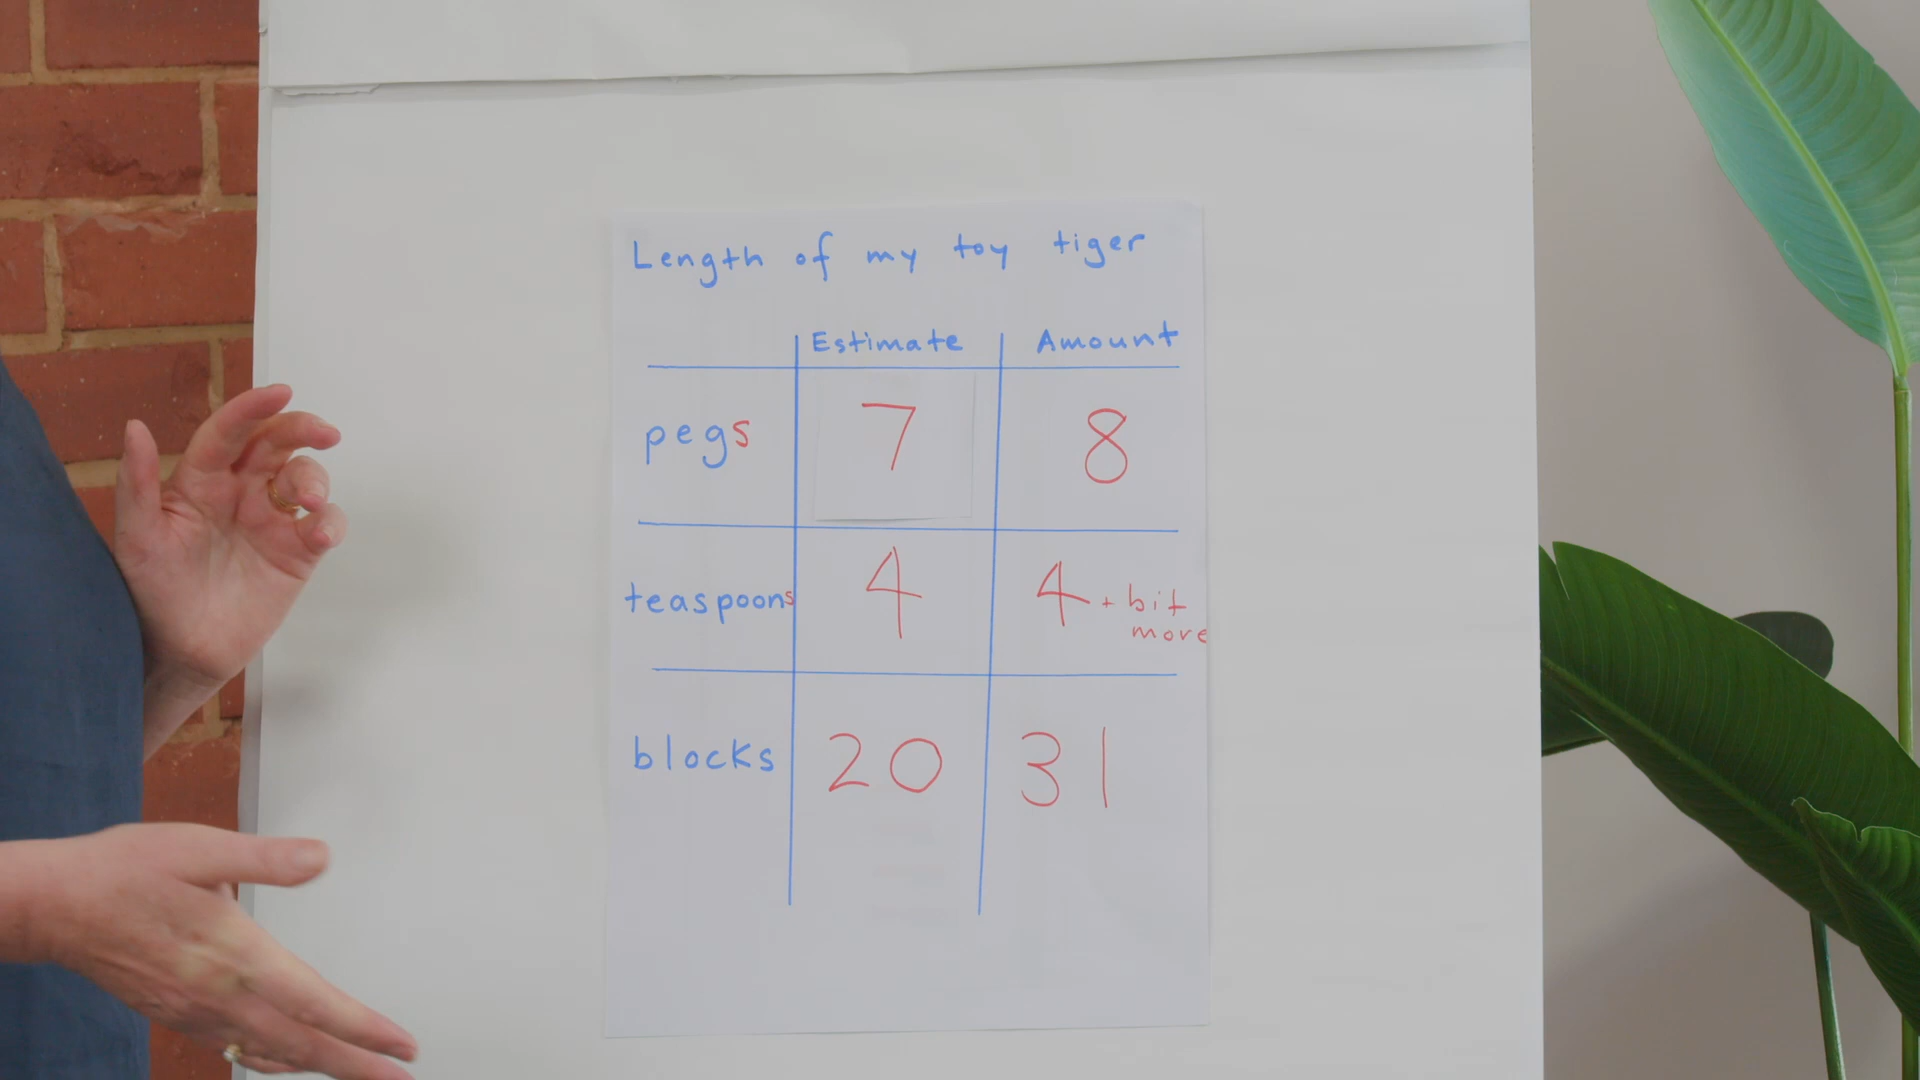 Length of my toy tiger
Estimate Amount
pegs 7 8
teaspoons 4 4 + bit
more
blocks 20 31